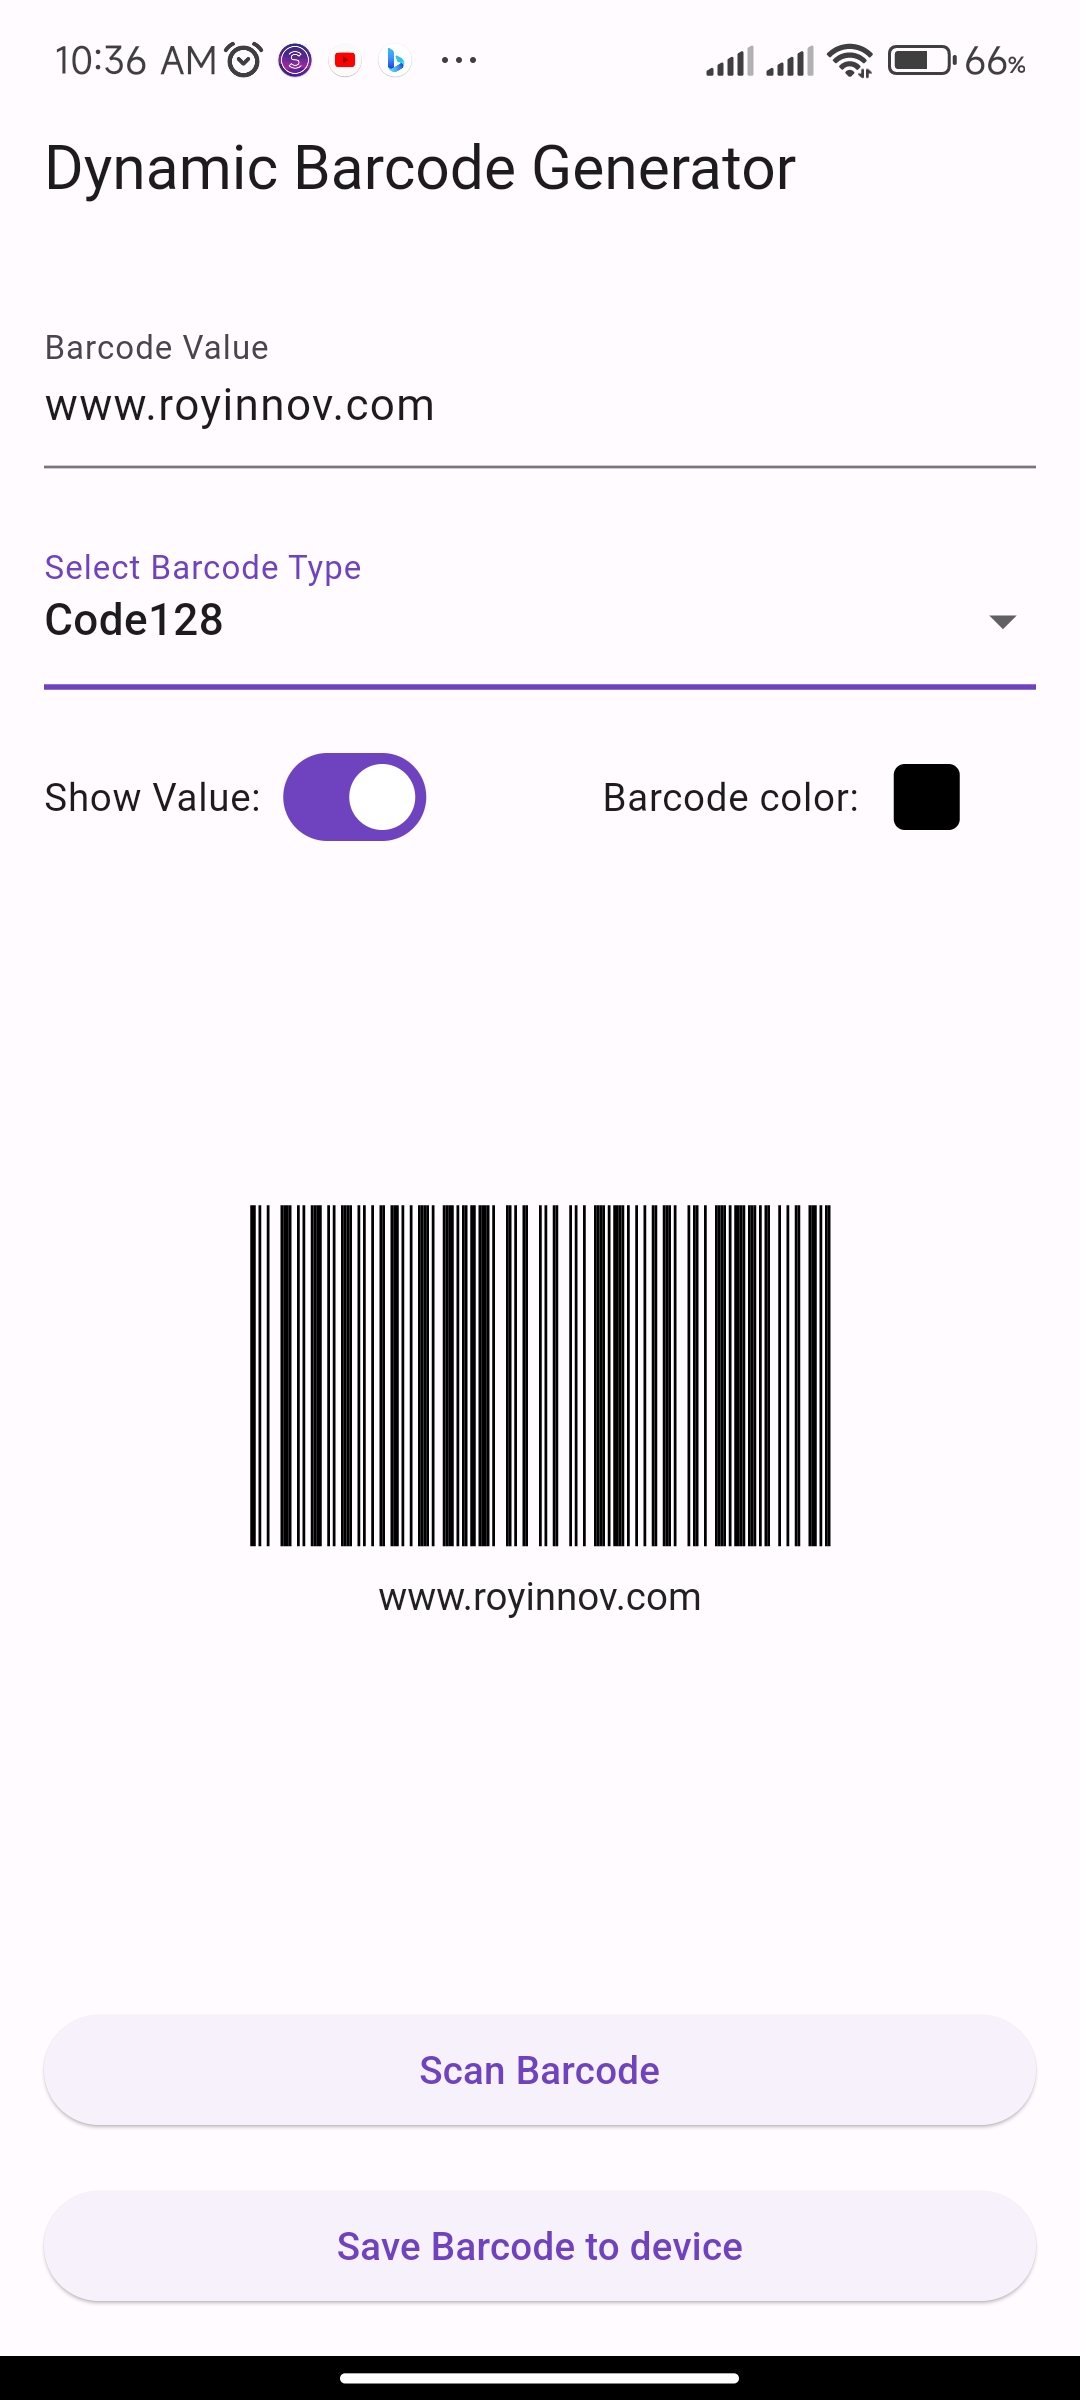 10:36 AM
66%
Dynamic Barcode Generator
Barcode Value
www.royinnov.com
Select Barcode Type
Code128
Show Value:
Barcode color:
www.royinnov.com
Scan Barcode
Save Barcode to device